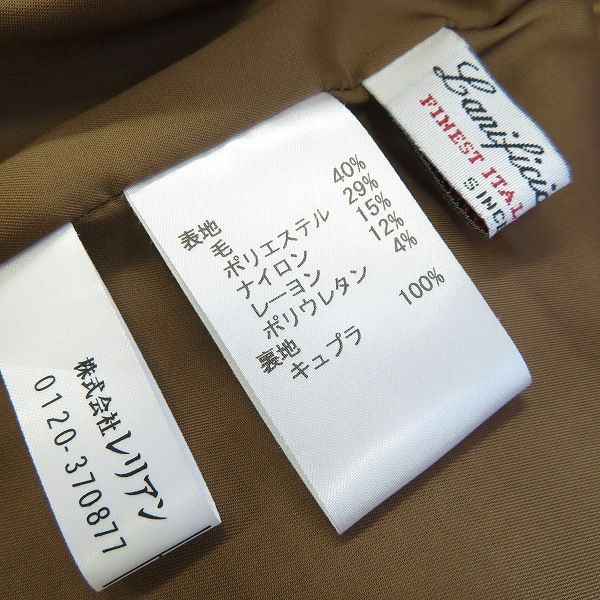 表地
毛 40%
ポリエステル 29%
ナイロン 15%
レーヨン 12%
ポリウレタン 4%
裏地
キュプラ 100%
株式会社レリアン
0120-370877
FINEST